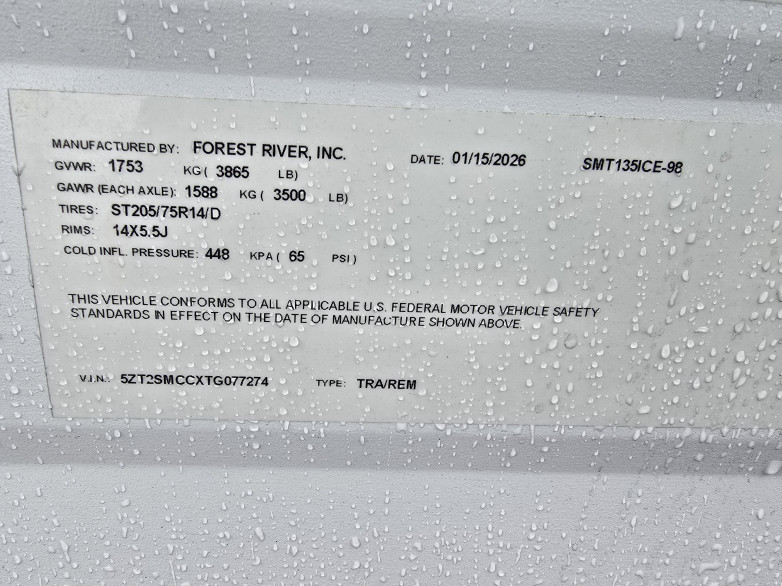 MANUFACTURED BY: FOREST RIVER, INC. DATE: 01/15/2026 SMT135ICE-98
GVWR: 1753 KG ( 3865 LB)
GAWR (EACH AXLE): 1588 KG ( 3500 LB)
TIRES: ST205/75R14/D
RIMS: 14X5.5J
COLD INFL. PRESSURE: 448 KPA ( 65 PSI )
THIS VEHICLE CONFORMS TO ALL APPLICABLE U.S. FEDERAL MOTOR VEHICLE SAFETY
STANDARDS IN EFFECT ON THE DATE OF MANUFACTURE SHOWN ABOVE.
V.I.N.: 5ZT2SMCCXTG077274 TYPE: TRA/REM